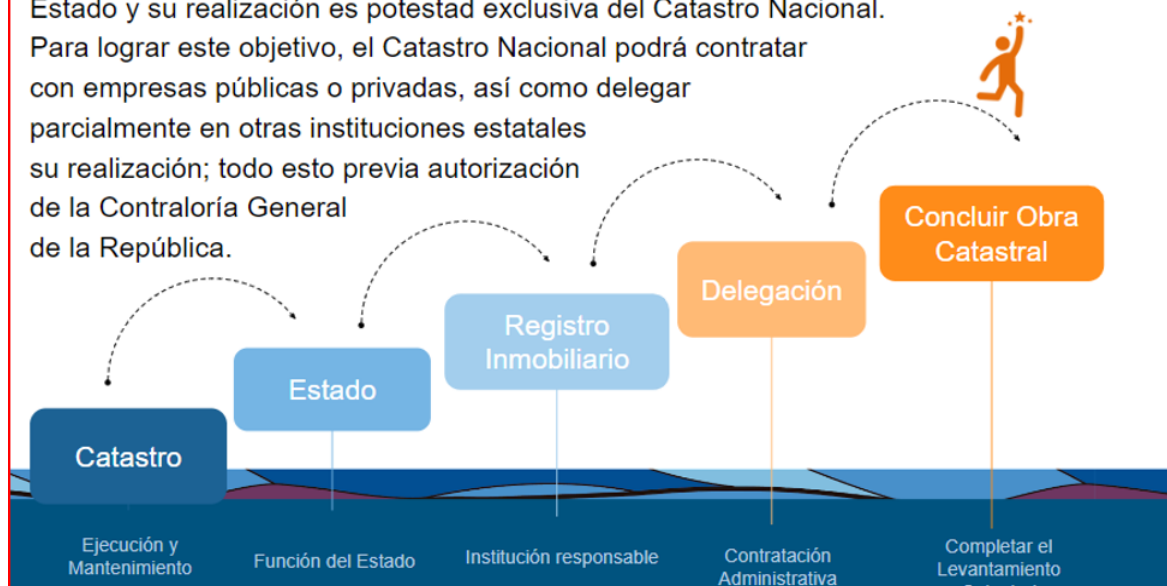 Estado y su realización es potestad exclusiva del Catastro Nacional.
Para lograr este objetivo, el Catastro Nacional podrá contratar
con empresas públicas o privadas, así como delegar
parcialmente en otras instituciones estatales
su realización; todo esto previa autorización
de la Contraloría General
de la República.
Concluir Obra
Catastral
Delegación
Registro
Inmobiliario
Estado
Catastro
Ejecución y
Mantenimiento
Función del Estado
Institución responsable
Contratación
Administrativa
Completar el
Levantamiento